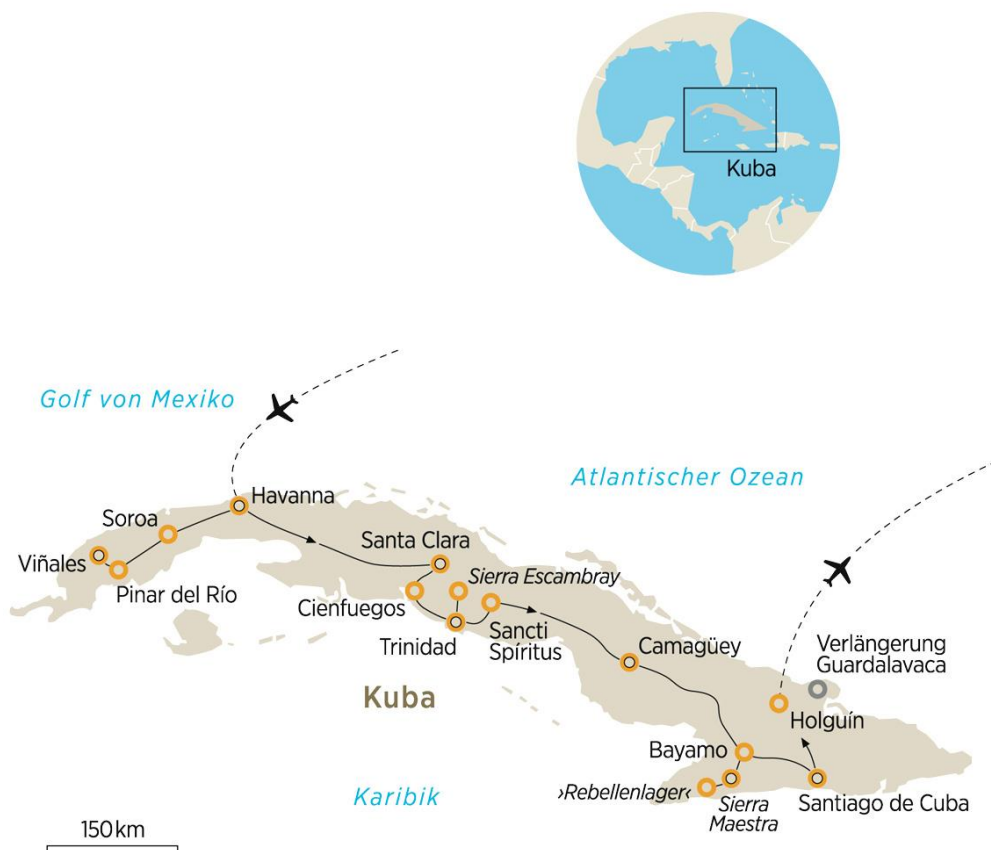 Kuba
Golf von Mexiko
Atlantischer Ozean
Havanna
Soroa
Viñales
Pinar del Río
Santa Clara
Sierra Escambray
Cienfuegos
Trinidad
Sancti
Spíritus
Camagüey
Verlängerung
Guardalavaca
Kuba
Holguín
Bayamo
›Rebellenlager‹
Sierra
Maestra
Santiago de Cuba
Karibik
150 km